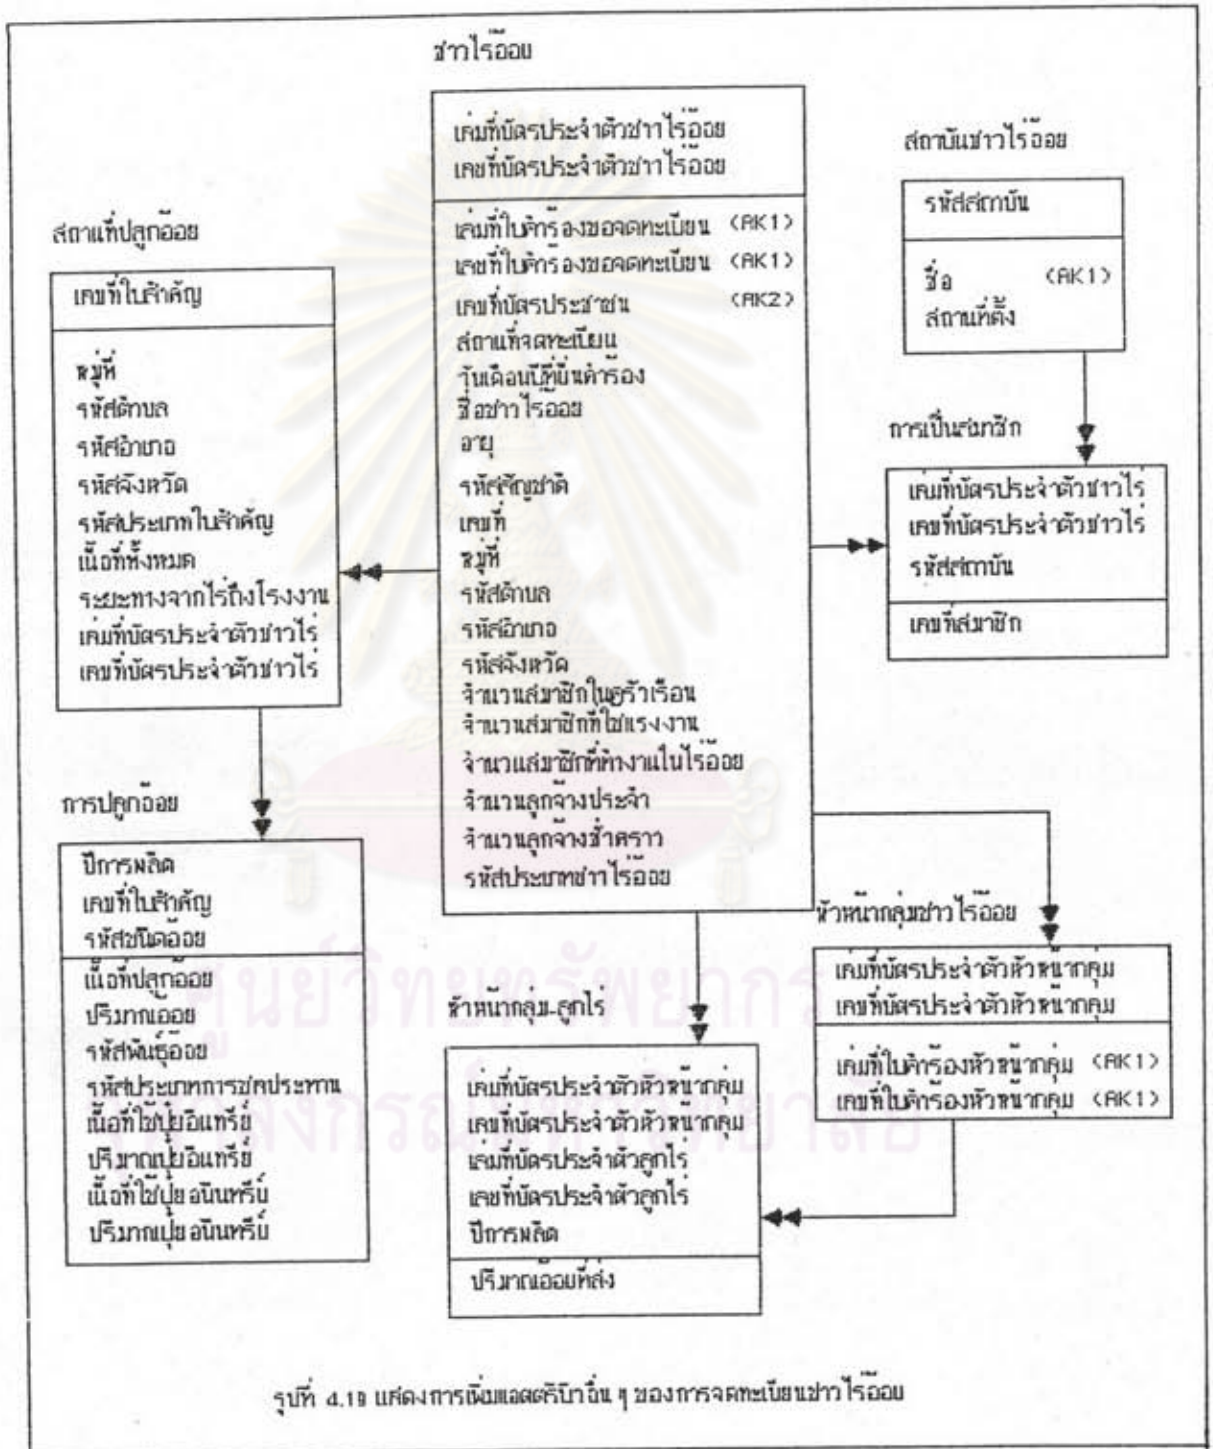 ชาวไร่อ้อย
เล่มที่บัตรประจำตัวชาวไร่อ้อย
เลขที่บัตรประจำตัวชาวไร่อ้อย
เล่มที่ใบคำร้องขอจดทะเบียน (AK1)
เลขที่ใบคำร้องขอจดทะเบียน (AK1)
เลขที่บัตรประชาชน (AK2)
สถานที่จดทะเบียน
วันเดือนปีที่ยื่นคำร้อง
ชื่อชาวไร่อ้อย
อายุ
รหัสสัญชาติ
เลขที่
หมู่ที่
รหัสตำบล
รหัสอำเภอ
รหัสจังหวัด
จำนวนสมาชิกในครัวเรือน
จำนวนสมาชิกที่ใช้แรงงาน
จำนวนสมาชิกที่ทำงานในไร่อ้อย
จำนวนลูกจ้างประจำ
จำนวนลูกจ้างชั่วคราว
รหัสประเภทชาวไร่อ้อย
สถาบันชาวไร่อ้อย
รหัสสถาบัน
ชื่อ (AK1)
สถานที่ตั้ง
สถานที่ปลูกอ้อย
เลขที่ใบสำคัญ
หมู่ที่
รหัสตำบล
รหัสอำเภอ
รหัสจังหวัด
รหัสประเภทใบสำคัญ
เนื้อที่ทั้งหมด
ระยะทางจากไร่ถึงโรงงาน
เล่มที่บัตรประจำตัวชาวไร่
เลขที่บัตรประจำตัวชาวไร่
การเป็นสมาชิก
เล่มที่บัตรประจำตัวชาวไร่
เลขที่บัตรประจำตัวชาวไร่
รหัสสถาบัน
เลขที่สมาชิก
การปลูกอ้อย
ปีการผลิต
เลขที่ใบสำคัญ
รหัสชนิดอ้อย
เนื้อที่ปลูกอ้อย
ปริมาณอ้อย
รหัสพันธุ์อ้อย
รหัสประเภทการชลประทาน
เนื้อที่ใช้ปุ๋ยอินทรีย์
ปริมาณปุ๋ยอินทรีย์
เนื้อที่ใช้ปุ๋ยอนินทรีย์
ปริมาณปุ๋ยอนินทรีย์
หัวหน้ากลุ่มชาวไร่อ้อย
เล่มที่บัตรประจำตัวหัวหน้ากลุ่ม
เลขที่บัตรประจำตัวหัวหน้ากลุ่ม
เล่มที่ใบคำร้องหัวหน้ากลุ่ม (AK1)
เลขที่ใบคำร้องหัวหน้ากลุ่ม (AK1)
หัวหน้ากลุ่ม-ลูกไร่
เล่มที่บัตรประจำตัวหัวหน้ากลุ่ม
เลขที่บัตรประจำตัวหัวหน้ากลุ่ม
เล่มที่บัตรประจำตัวลูกไร่
เลขที่บัตรประจำตัวลูกไร่
ปีการผลิต
ปริมาณอ้อยที่ส่ง
ศูนย์วิทยทรัพยากร
จุฬาลงกรณ์มหาวิทยาลัย
รูปที่ 4.19 แสดงการเพิ่มแอตตริบิวอื่น ๆ ของการจดทะเบียนชาวไร่อ้อย